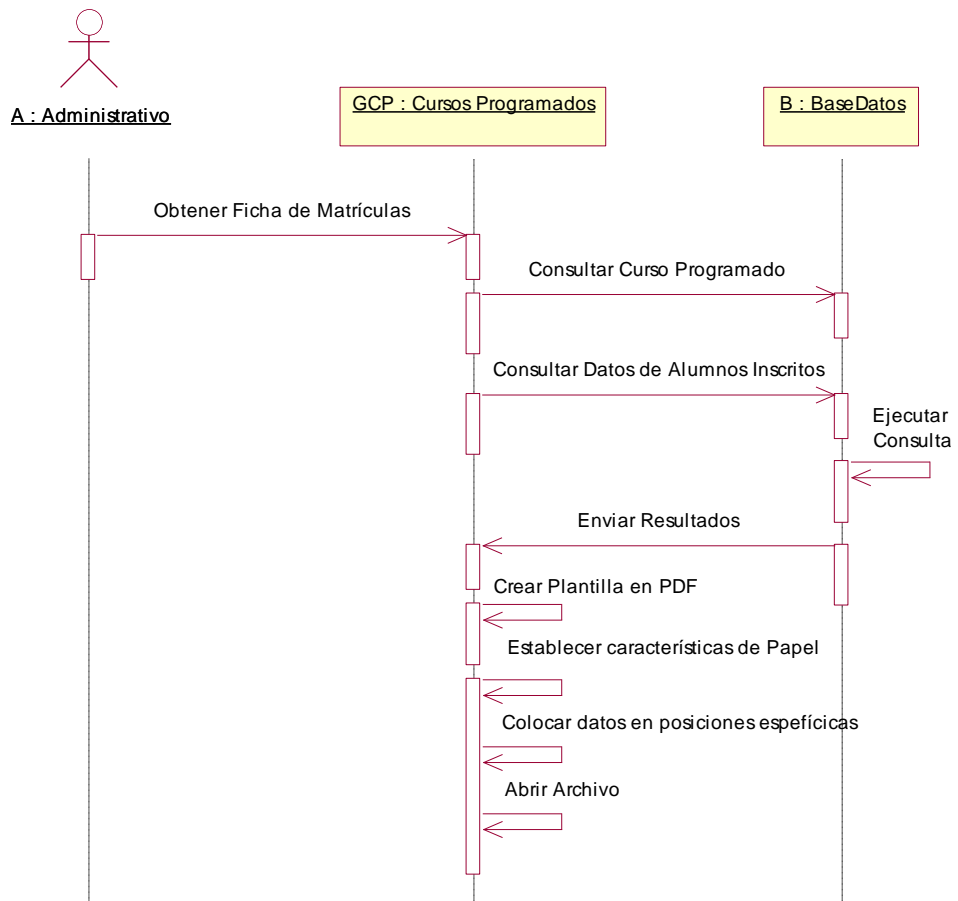 A : Administrativo
GCP : Cursos Programados
B : BaseDatos
Obtener Ficha de Matrículas
Consultar Curso Programado
Consultar Datos de Alumnos Inscritos
Ejecutar
Consulta
Enviar Resultados
Crear Plantilla en PDF
Establecer características de Papel
Colocar datos en posiciones espefícicas
Abrir Archivo